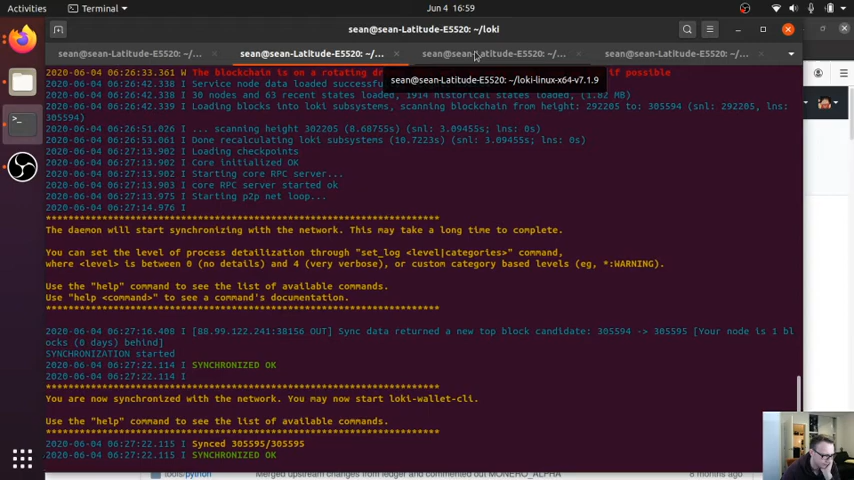 Activities
Terminal
Jun 4 16:59
sean@sean-Latitude-E5520: ~/loki
sean@sean-Latitude-E5520: ~/...
sean@sean-Latitude-E5520: ~/...
sean@sean-Latitude-E5520: ~/...
sean@sean-Latitude-E5520: ~/...
sean@sean-Latitude-E5520: ~/loki-linux-x64-v7.1.9
2020-06-04 06:26:33.361 W The blockchain is on a rotating dr if possible
2020-06-04 06:26:42.338 I Service node data loaded successfu
2020-06-04 06:26:42.338 I 30 nodes and 63 recent states loaded, 1914 historical states loaded, (1.82 MB)
2020-06-04 06:26:42.339 I Loading blocks into loki subsystems, scanning blockchain from height: 292205 to: 305594 (snl: 292205, lns:
305594)
2020-06-04 06:26:51.026 I ... scanning height 302205 (8.68755s) (snl: 3.09455s; lns: 0s)
2020-06-04 06:26:53.061 I Done recalculating loki subsystems (10.7223s) (snl: 3.09455s; lns: 0s)
2020-06-04 06:27:13.902 I Loading checkpoints
2020-06-04 06:27:13.902 I Core initialized OK
2020-06-04 06:27:13.902 I Starting core RPC server...
2020-06-04 06:27:13.903 I core RPC server started ok
2020-06-04 06:27:13.975 I Starting p2p net loop...
2020-06-04 06:27:14.976 I
**********************************************************************
The daemon will start synchronizing with the network. This may take a long time to complete.
You can set the level of process detailization through "set_log <level|categories>" command,
where <level> is between 0 (no details) and 4 (very verbose), or custom category based levels (eg, *:WARNING).
Use the "help" command to see the list of available commands.
Use "help <command>" to see a command's documentation.
**********************************************************************
2020-06-04 06:27:16.408 I [88.99.122.241:38156 OUT] Sync data returned a new top block candidate: 305594 -> 305595 [Your node is 1 bl
ocks (0 days) behind]
SYNCHRONIZATION started
2020-06-04 06:27:22.114 I SYNCHRONIZED OK
2020-06-04 06:27:22.114 I
**********************************************************************
You are now synchronized with the network. You may now start loki-wallet-cli.
Use the "help" command to see the list of available commands.
**********************************************************************
2020-06-04 06:27:22.115 I Synced 305595/305595
2020-06-04 06:27:22.115 I SYNCHRONIZED OK
tools/python
Merged upstream changes from ledger and commented out MONERO_ALPHA
8 months ago